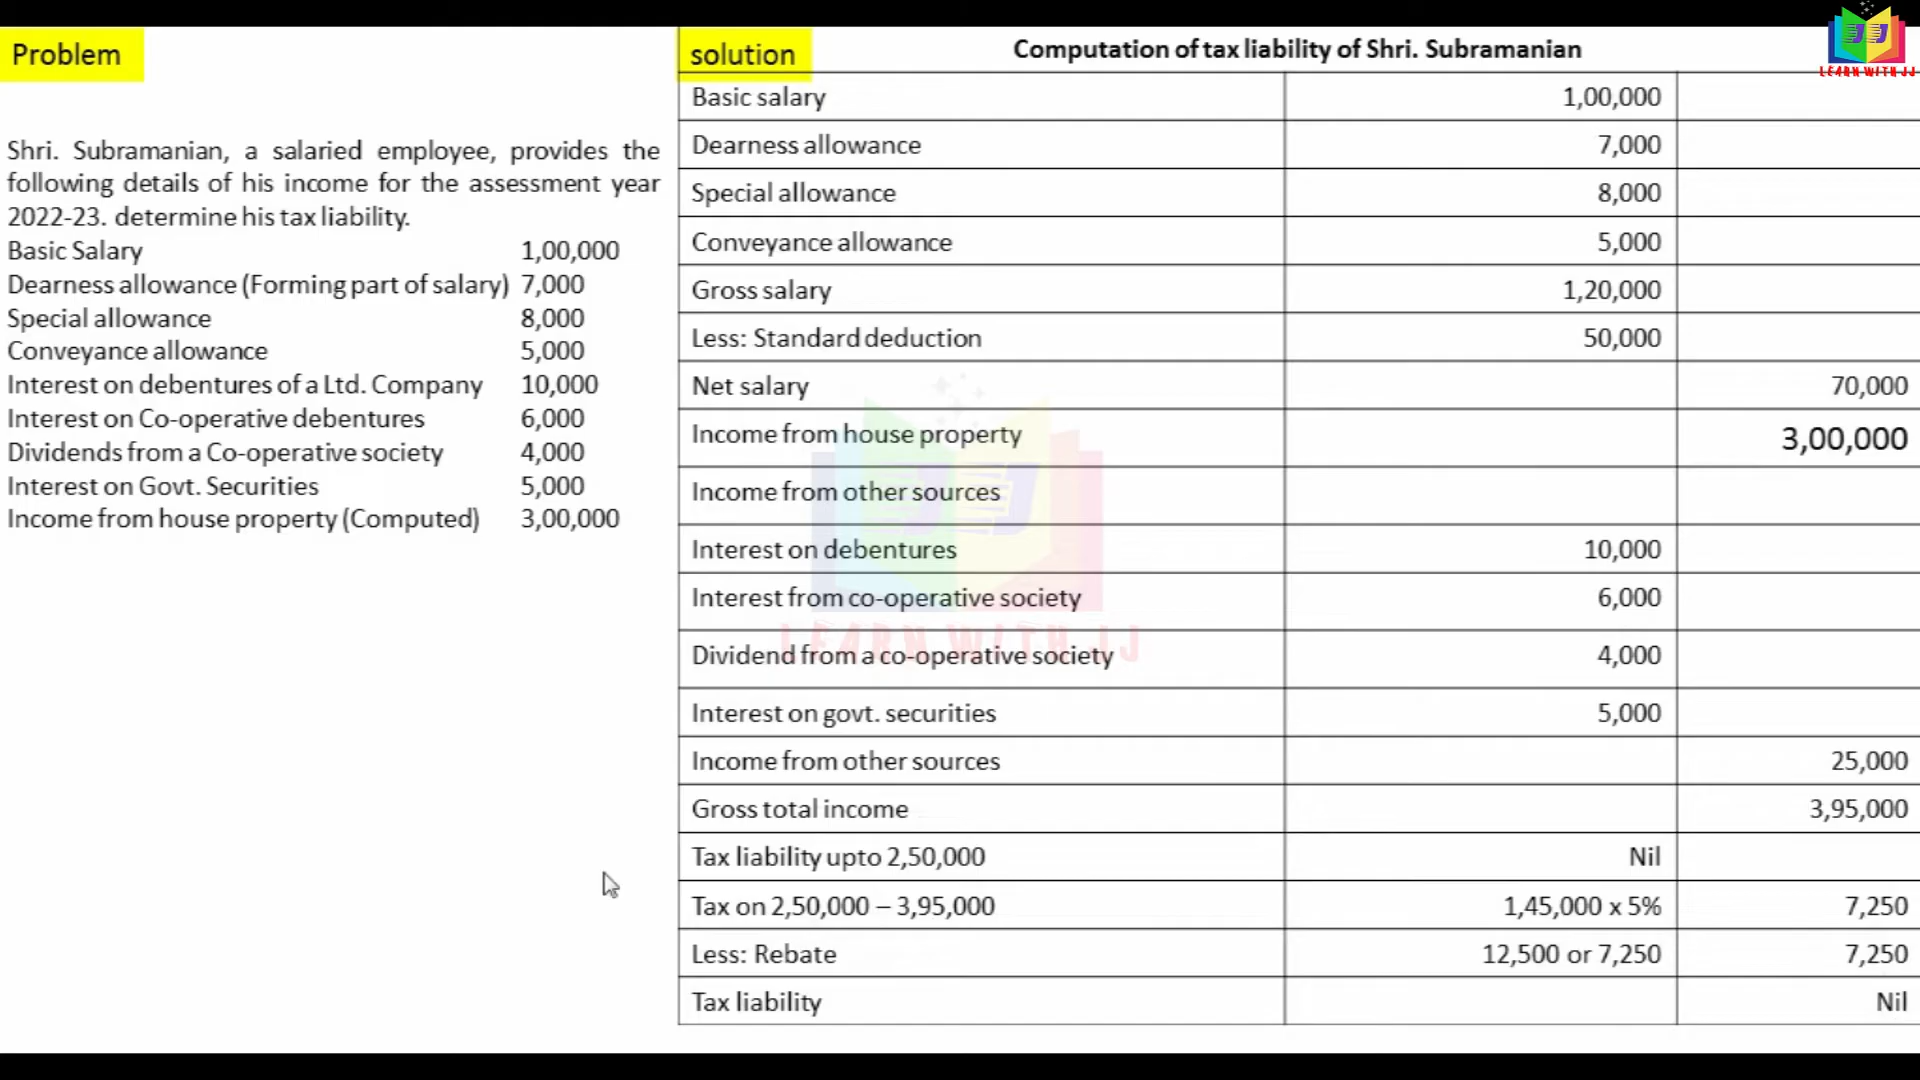 Problem
Shri. Subramanian, a salaried employee, provides the
following details of his income for the assessment year
2022-23. determine his tax liability.
Basic Salary 1,00,000
Dearness allowance (Forming part of salary) 7,000
Special allowance 8,000
Conveyance allowance 5,000
Interest on debentures of a Ltd. Company 10,000
Interest on Co-operative debentures 6,000
Dividends from a Co-operative society 4,000
Interest on Govt. Securities 5,000
Income from house property (Computed) 3,00,000
solution
Computation of tax liability of Shri. Subramanian
Basic salary 1,00,000
Dearness allowance 7,000
Special allowance 8,000
Conveyance allowance 5,000
Gross salary 1,20,000
Less: Standard deduction 50,000
Net salary 70,000
Income from house property 3,00,000
Income from other sources
Interest on debentures 10,000
Interest from co-operative society 6,000
Dividend from a co-operative society 4,000
Interest on govt. securities 5,000
Income from other sources 25,000
Gross total income 3,95,000
Tax liability upto 2,50,000 Nil
Tax on 2,50,000 – 3,95,000 1,45,000 x 5% 7,250
Less: Rebate 12,500 or 7,250 7,250
Tax liability Nil
JJ
LEARN WITH JJ
JJ
LEARN WITH JJ